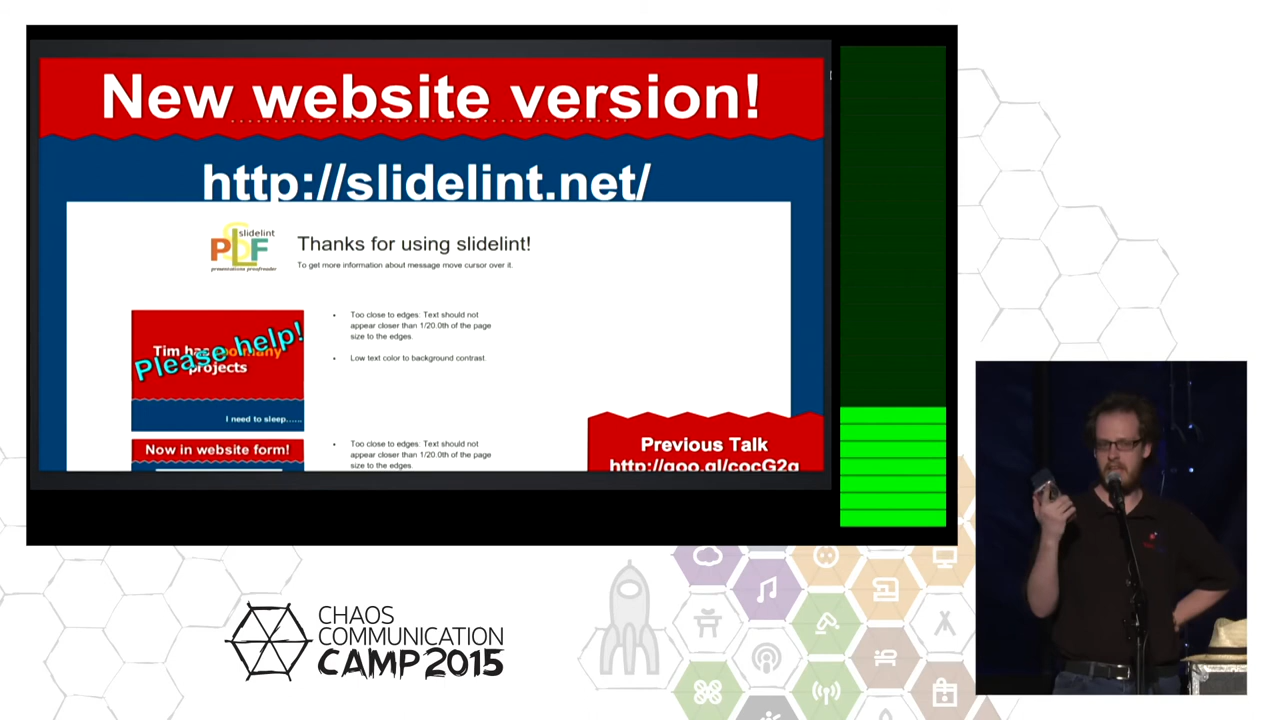 New website version!
http://slidelint.net/
slidelint
PLF
presentations proofreader
Thanks for using slidelint!
To get more information about message move cursor over it.
Please help!
Tim has too many
projects
I need to sleep......
• Too close to edges. Text should not
appear closer than 1/20.0th of the page
size to the edges.
• Low text color to background contrast.
Now in website form!
• Too close to edges. Text should not
appear closer than 1/20.0th of the page
size to the edges.
Previous Talk
http://goo.gl/cocG2g
CHAOS
COMMUNICATION
CAMP 2015